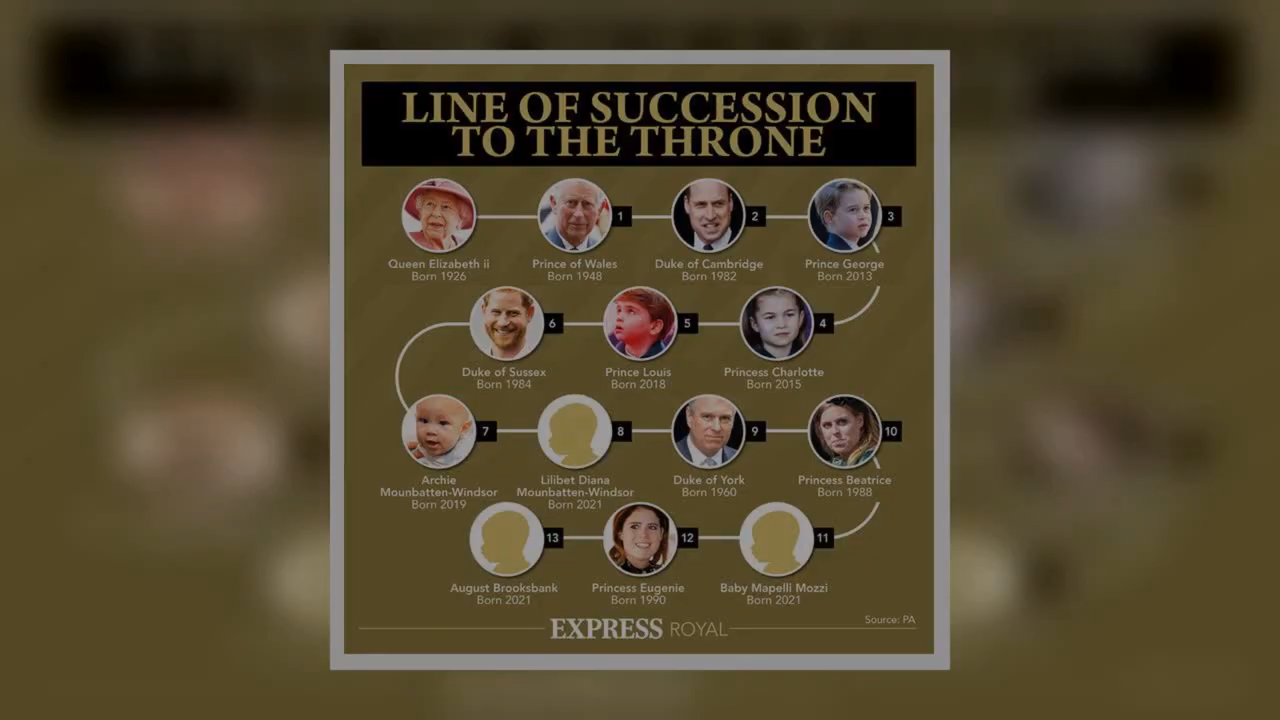 LINE OF SUCCESSION
TO THE THRONE
1
2
3
Queen Elizabeth ii
Born 1926
Prince of Wales
Born 1948
Duke of Cambridge
Born 1982
Prince George
Born 2013
6
5
4
Duke of Sussex
Born 1984
Prince Louis
Born 2018
Princess Charlotte
Born 2015
7
8
9
10
Archie
Mounbatten-Windsor
Born 2019
Lilibet Diana
Mounbatten-Windsor
Born 2021
Duke of York
Born 1960
Princess Beatrice
Born 1988
13
12
11
August Brooksbank
Born 2021
Princess Eugenie
Born 1990
Baby Mapelli Mozzi
Born 2021
Source: PA
EXPRESS ROYAL